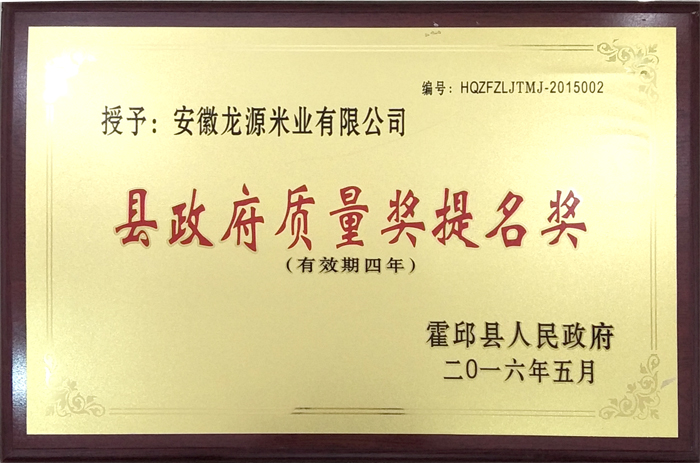 编号：HQZFZLJTMJ-2015002
授予：安徽龙源米业有限公司
县政府质量奖提名奖
（有效期四年）
霍邱县人民政府
二O一六年五月